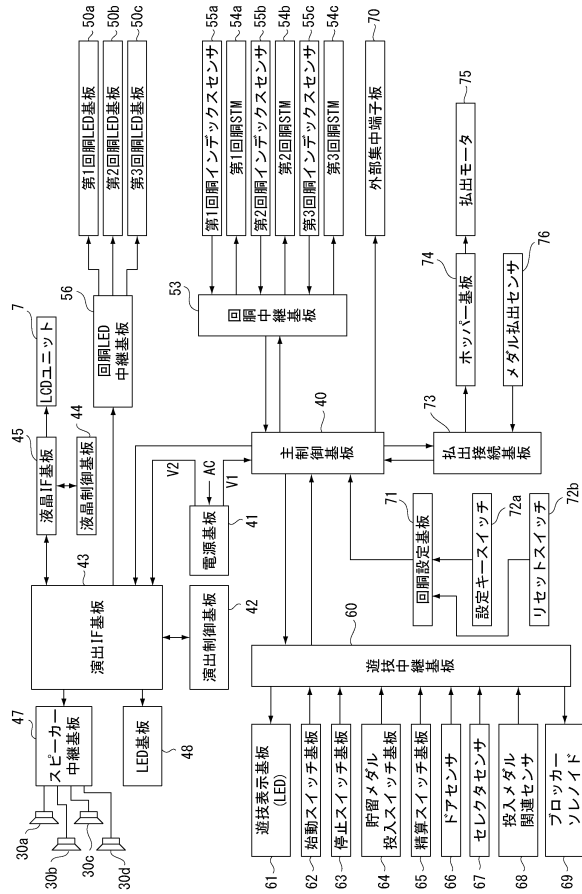 30a
30b
30c
30d
47
スピーカー
中継基板
LED基板
48
43
演出IF基板
演出制御基板
42
45
液晶IF基板
7
LCDユニット
44
液晶制御基板
56
回胴LED
中継基板
50a
第1回胴LED基板
50b
第2回胴LED基板
50c
第3回胴LED基板
V2
AC
V1
電源基板
41
40
主制御基板
53
回胴中継基板
55a
第1回胴インデックスセンサ
54a
第1回胴STM
55b
第2回胴インデックスセンサ
54b
第2回胴STM
55c
第3回胴インデックスセンサ
54c
第3回胴STM
70
外部集中端子板
73
払出接続基板
74
ホッパー基板
75
払出モータ
76
メダル払出センサ
71
回胴設定基板
72a
設定キースイッチ
72b
リセットスイッチ
60
遊技中継基板
遊技表示基板
(LED)
61
始動スイッチ基板
62
停止スイッチ基板
63
貯留メダル
投入スイッチ基板
64
精算スイッチ基板
65
ドアセンサ
66
セレクタセンサ
67
投入メダル
関連センサ
68
ブロッカー
ソレノイド
69